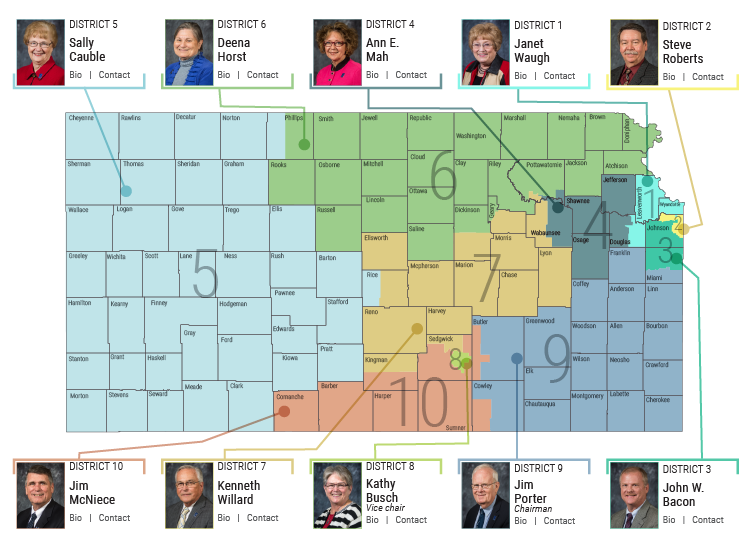 DISTRICT 5
Sally
Cauble
Bio | Contact
DISTRICT 6
Deena
Horst
Bio | Contact
DISTRICT 4
Ann E.
Mah
Bio | Contact
DISTRICT 1
Janet
Waugh
Bio | Contact
DISTRICT 2
Steve
Roberts
Bio | Contact
Cheyenne Rawlins Decatur Norton Phillips Smith Jewell Republic Washington Marshall Nemaha Brown Doniphan
Sherman Thomas Sheridan Graham Rooks Osborne Mitchell Cloud Clay Riley Pottawatomie Jackson Atchison
Jefferson Leavenworth Wyandotte
Lincoln Ottawa
Wallace Logan Gove Trego Ellis Russell Saline Dickinson Geary Wabaunsee Shawnee Douglas Johnson
Ellsworth Morris Osage Franklin Miami
Greeley Wichita Scott Lane Ness Rush Barton Rice McPherson Marion Chase Lyon Coffey Anderson Linn
Hamilton Kearny Finney Hodgeman Pawnee Stafford Reno Harvey Butler Greenwood Woodson Allen Bourbon
Gray Ford Edwards Pratt Kingman Sedgwick
Stanton Grant Haskell Kiowa Elk Wilson Neosho Crawford
Morton Stevens Seward Meade Clark Comanche Barber Harper Sumner Cowley Chautauqua Montgomery Labette Cherokee
1
2
3
4
5
6
7
8
9
10
DISTRICT 10
Jim
McNiece
Bio | Contact
DISTRICT 7
Kenneth
Willard
Bio | Contact
DISTRICT 8
Kathy
Busch
Vice chair
Bio | Contact
DISTRICT 9
Jim
Porter
Chairman
Bio | Contact
DISTRICT 3
John W.
Bacon
Bio | Contact